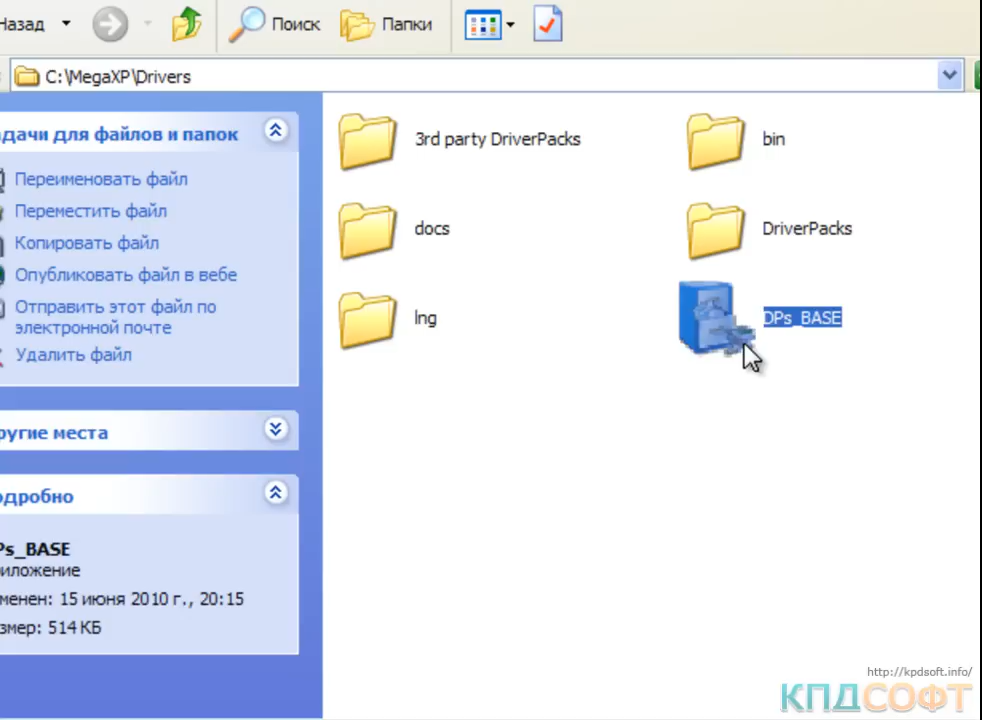 Назад
Поиск
Папки
C:\MegaXP\Drivers
адачи для файлов и папок
Переименовать файл
Переместить файл
Копировать файл
Опубликовать файл в вебе
Отправить этот файл по
электронной почте
Удалить файл
ругие места
одробно
Ps_BASE
риложение
менен: 15 июня 2010 г., 20:15
змер: 514 КБ
3rd party DriverPacks
bin
docs
DriverPacks
lng
DPs_BASE
http://kpdsoft.info/
КПДСОФТ